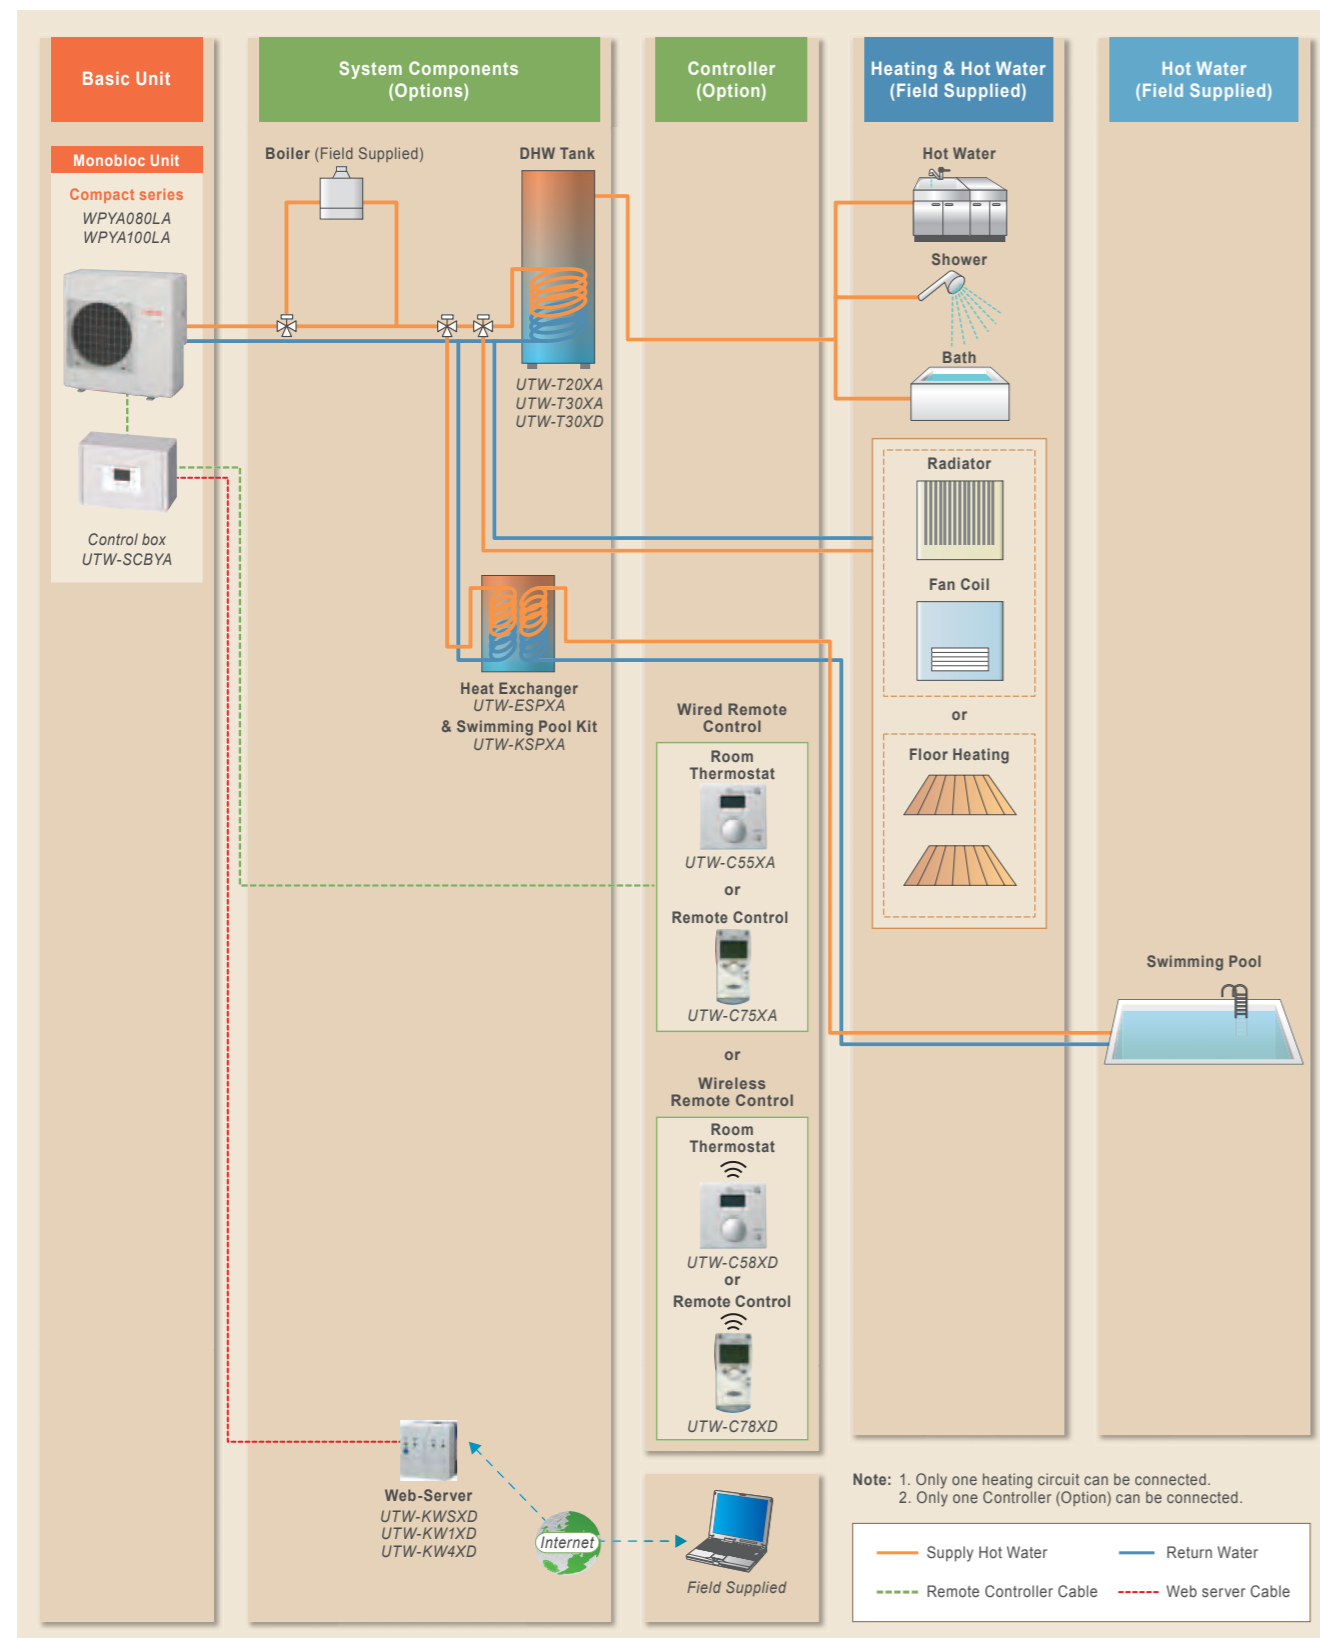 Basic Unit
System Components
(Options)
Controller
(Option)
Heating & Hot Water
(Field Supplied)
Hot Water
(Field Supplied)
Monobloc Unit
Compact series
WPYA080LA
WPYA100LA
Control box
UTW-SCBYA
Boiler (Field Supplied)
DHW Tank
UTW-T20XA
UTW-T30XA
UTW-T30XD
Heat Exchanger
UTW-ESPXA
& Swimming Pool Kit
UTW-KSPXA
Web-Server
UTW-KWSXD
UTW-KW1XD
UTW-KW4XD
Internet
Wired Remote
Control
Room
Thermostat
UTW-C55XA
or
Remote Control
UTW-C75XA
or
Wireless
Remote Control
Room
Thermostat
UTW-C58XD
or
Remote Control
UTW-C78XD
Field Supplied
Hot Water
Shower
Bath
Radiator
Fan Coil
or
Floor Heating
Swimming Pool
Note: 1. Only one heating circuit can be connected.
2. Only one Controller (Option) can be connected.
Supply Hot Water
Return Water
Remote Controller Cable
Web server Cable